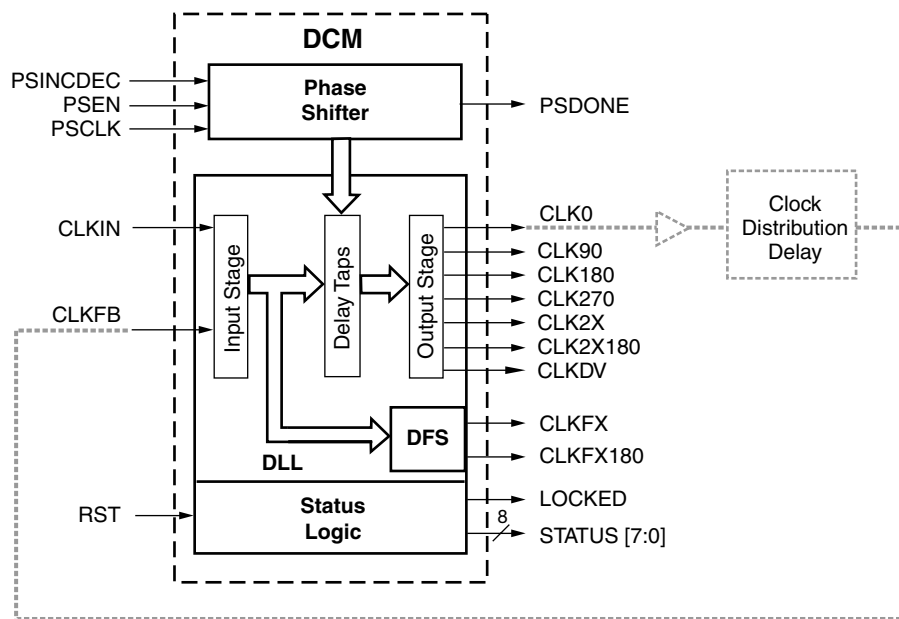 DCM
PSINCDEC
PSEN
PSCLK
Phase
Shifter
PSDONE
CLKIN
CLKFB
Input Stage
Delay Taps
Output Stage
CLK0
CLK90
CLK180
CLK270
CLK2X
CLK2X180
CLKDV
Clock
Distribution
Delay
DFS
CLKFX
CLKFX180
DLL
RST
Status
Logic
LOCKED
8
STATUS [7:0]